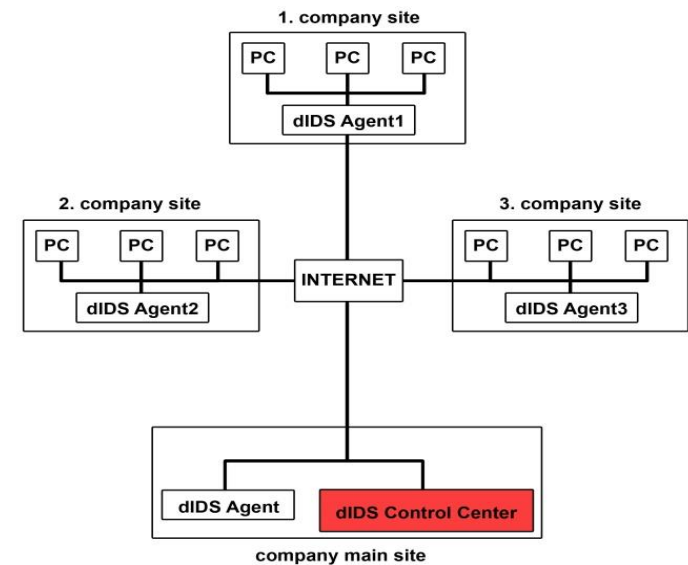 1. company site
PC PC PC
dIDS Agent1
2. company site
PC PC PC
dIDS Agent2
3. company site
PC PC PC
dIDS Agent3
INTERNET
dIDS Agent
dIDS Control Center
company main site